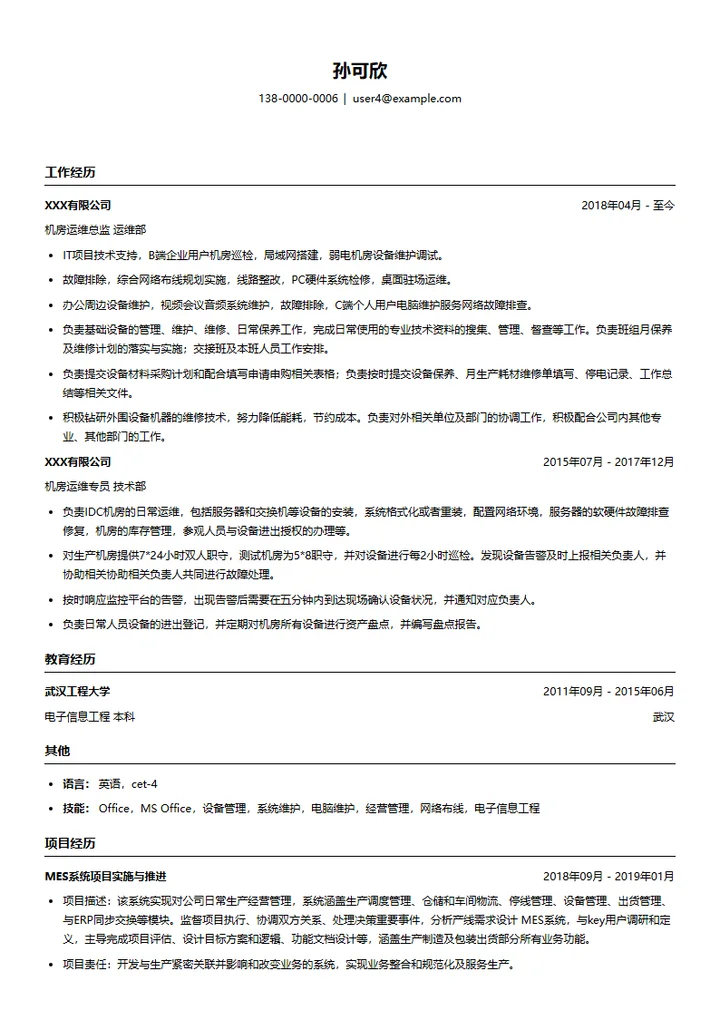 孙可欣
138-0000-0006 | user4@example.com
工作经历
XXX有限公司 2018年04月 - 至今
机房运维总监 运维部
• IT项目技术支持，B端企业用户机房巡检，局域网搭建，弱电机房设备维护调试。
• 故障排除，综合网络布线规划实施，线路整改，PC硬件系统检修，桌面驻场运维。
• 办公周边设备维护，视频会议音频系统维护，故障排除，C端个人用户电脑维护服务网络故障排查。
• 负责基础设备的管理、维护、维修、日常保养工作，完成日常使用的专业技术资料的搜集、管理、督查等工作。负责班组月保养
及维修计划的落实与实施；交接班及本班人员工作安排。
• 负责提交设备材料采购计划和配合填写申请申购相关表格；负责按时提交设备保养、月生产耗材维修单填写、停电记录、工作总
结等相关文件。
• 积极钻研外围设备机器的维修技术，努力降低能耗，节约成本。负责对外相关单位及部门的协调工作，积极配合公司内其他专
业、其他部门的工作。
XXX有限公司 2015年07月 - 2017年12月
机房运维专员 技术部
• 负责IDC机房的日常运维，包括服务器和交换机等设备的安装，系统格式化或者重装，配置网络环境，服务器的软硬件故障排查
修复，机房的库存管理，参观人员与设备进出授权的办理等。
• 对生产机房提供7*24小时双人职守，测试机房为5*8职守，并对设备进行每2小时巡检。发现设备告警及时上报相关负责人，并
协助相关协助相关负责人共同进行故障处理。
• 按时响应监控平台的告警，出现告警后需要在五分钟内到达现场确认设备状况，并通知对应负责人。
• 负责日常人员设备的进出登记，并定期对机房所有设备进行资产盘点，并编写盘点报告。
教育经历
武汉工程大学 2011年09月 - 2015年06月
电子信息工程 本科 武汉
其他
• 语言： 英语，cet-4
• 技能： Office，MS Office，设备管理，系统维护，电脑维护，经营管理，网络布线，电子信息工程
项目经历
MES系统项目实施与推进 2018年09月 - 2019年01月
• 项目描述：该系统实现对公司日常生产经营管理，系统涵盖生产调度管理、仓储和车间物流、停线管理、设备管理、出货管理、
与ERP同步交换等模块。监督项目执行、协调双方关系、处理决策重要事件，分析产线需求设计 MES系统，与key用户调研和定
义，主导完成项目评估、设计目标方案和逻辑、功能文档设计等，涵盖生产制造及包装出货部分所有业务功能。
• 项目责任：开发与生产紧密关联并影响和改变业务的系统，实现业务整合和规范化及服务生产。